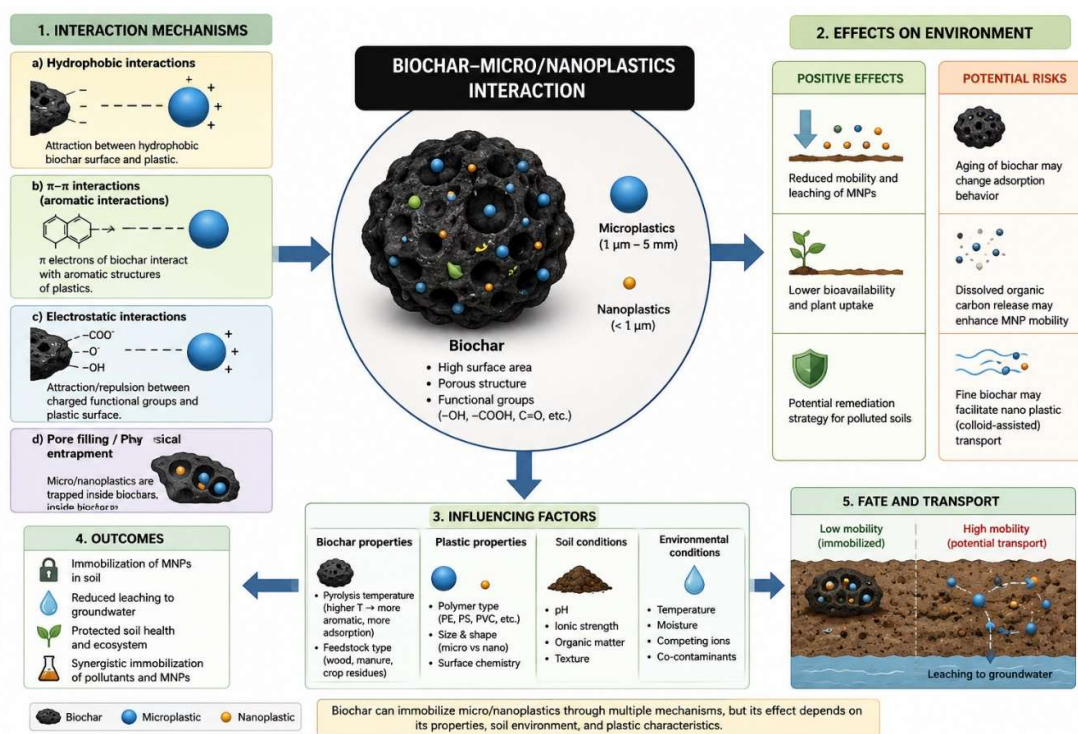 1. INTERACTION MECHANISMS
a) Hydrophobic interactions
Attraction between hydrophobic
biochar surface and plastic.
b) π–π interactions
(aromatic interactions)
π electrons of biochar interact
with aromatic structures
of plastics.
c) Electrostatic interactions
–COO⁻
–O⁻
–OH
Attraction/repulsion between
charged functional groups and
plastic surface.
d) Pore filling / Phy sical
entrapment
Micro/nanoplastics are
trapped inside biochars,
BIOCHAR–MICRO/NANOPLASTICS
INTERACTION
Microplastics
(1 µm – 5 mm)
Nanoplastics
(< 1 µm)
Biochar
• High surface area
• Porous structure
• Functional groups
(–OH, –COOH, C=O, etc.)
2. EFFECTS ON ENVIRONMENT
POSITIVE EFFECTS
Reduced mobility and
leaching of MNPs
Lower bioavailability
and plant uptake
Potential remediation
strategy for polluted soils
POTENTIAL RISKS
Aging of biochar may
change adsorption
behavior
Dissolved organic
carbon release may
enhance MNP mobility
Fine biochar may
facilitate nano plastic
(colloid-assisted)
transport
3. INFLUENCING FACTORS
Biochar properties
• Pyrolysis temperature
(higher T → more
aromatic, more
adsorption)
• Feedstock type
(wood, manure,
crop residues)
Plastic properties
• Polymer type
(PE, PS, PVC, etc.)
• Size & shape
(micro vs nano)
• Surface chemistry
Soil conditions
• pH
• Ionic strength
• Organic matter
• Texture
Environmental
conditions
• Temperature
• Moisture
• Competing ions
• Co-contaminants
4. OUTCOMES
Immobilization of MNPs
in soil
Reduced leaching to
groundwater
Protected soil health
and ecosystem
Synergistic immobilization
of pollutants and MNPs
5. FATE AND TRANSPORT
Low mobility
(immobilized)
High mobility
(potential transport)
Leaching to groundwater
Biochar
Microplastic
Nanoplastic
Biochar can immobilize micro/nanoplastics through multiple mechanisms, but its effect depends on
its properties, soil environment, and plastic characteristics.